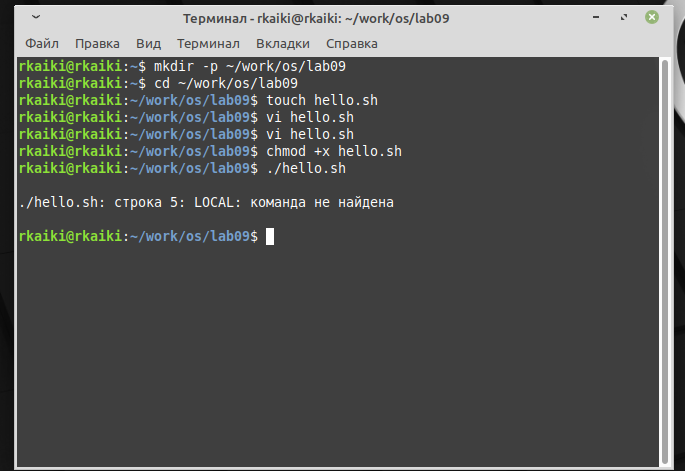 Терминал - rkaiki@rkaiki: ~/work/os/lab09
Файл Правка Вид Терминал Вкладки Справка
rkaiki@rkaiki:~$ mkdir -p ~/work/os/lab09
rkaiki@rkaiki:~$ cd ~/work/os/lab09
rkaiki@rkaiki:~/work/os/lab09$ touch hello.sh
rkaiki@rkaiki:~/work/os/lab09$ vi hello.sh
rkaiki@rkaiki:~/work/os/lab09$ vi hello.sh
rkaiki@rkaiki:~/work/os/lab09$ chmod +x hello.sh
rkaiki@rkaiki:~/work/os/lab09$ ./hello.sh
./hello.sh: строка 5: LOCAL: команда не найдена
rkaiki@rkaiki:~/work/os/lab09$